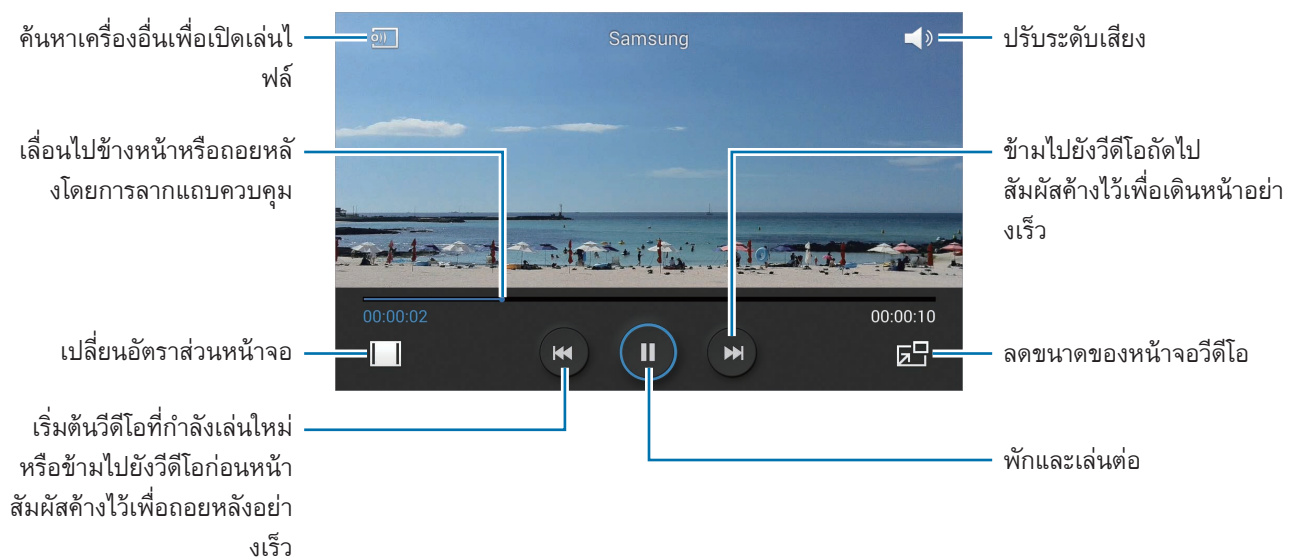 ค้นหาเครื่องอื่นเพื่อเปิดเล่นไ
ฟล์
Samsung
ปรับระดับเสียง
เลื่อนไปข้างหน้าหรือถอยหลั
งโดยการลากแถบควบคุม
ข้ามไปยังวีดีโอถัดไป
สัมผัสค้างไว้เพื่อเดินหน้าอย่า
งเร็ว
00:00:02
00:00:10
เปลี่ยนอัตราส่วนหน้าจอ
ลดขนาดของหน้าจอวีดีโอ
เริ่มต้นวีดีโอที่กำลังเล่นใหม่
หรือข้ามไปยังวีดีโอก่อนหน้า
สัมผัสค้างไว้เพื่อถอยหลังอย่า
งเร็ว
พักและเล่นต่อ